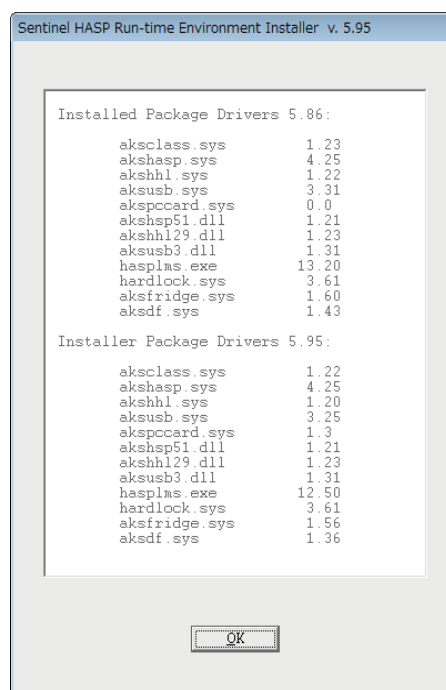 Sentinel HASP Run-time Environment Installer v. 5.95
Installed Package Drivers 5.86:
aksclass.sys 1.23
akshasp.sys 4.25
akshhl.sys 1.22
aksusb.sys 3.31
akspccard.sys 0.0
akshsp51.dll 1.21
akshhl29.dll 1.23
aksusb3.dll 1.31
hasplms.exe 13.20
hardlock.sys 3.61
aksfridge.sys 1.60
aksdf.sys 1.43
Installer Package Drivers 5.95:
aksclass.sys 1.22
akshasp.sys 4.25
akshhl.sys 1.20
aksusb.sys 3.25
akspccard.sys 1.3
akshsp51.dll 1.21
akshhl29.dll 1.23
aksusb3.dll 1.31
hasplms.exe 12.50
hardlock.sys 3.61
aksfridge.sys 1.56
aksdf.sys 1.36
OK